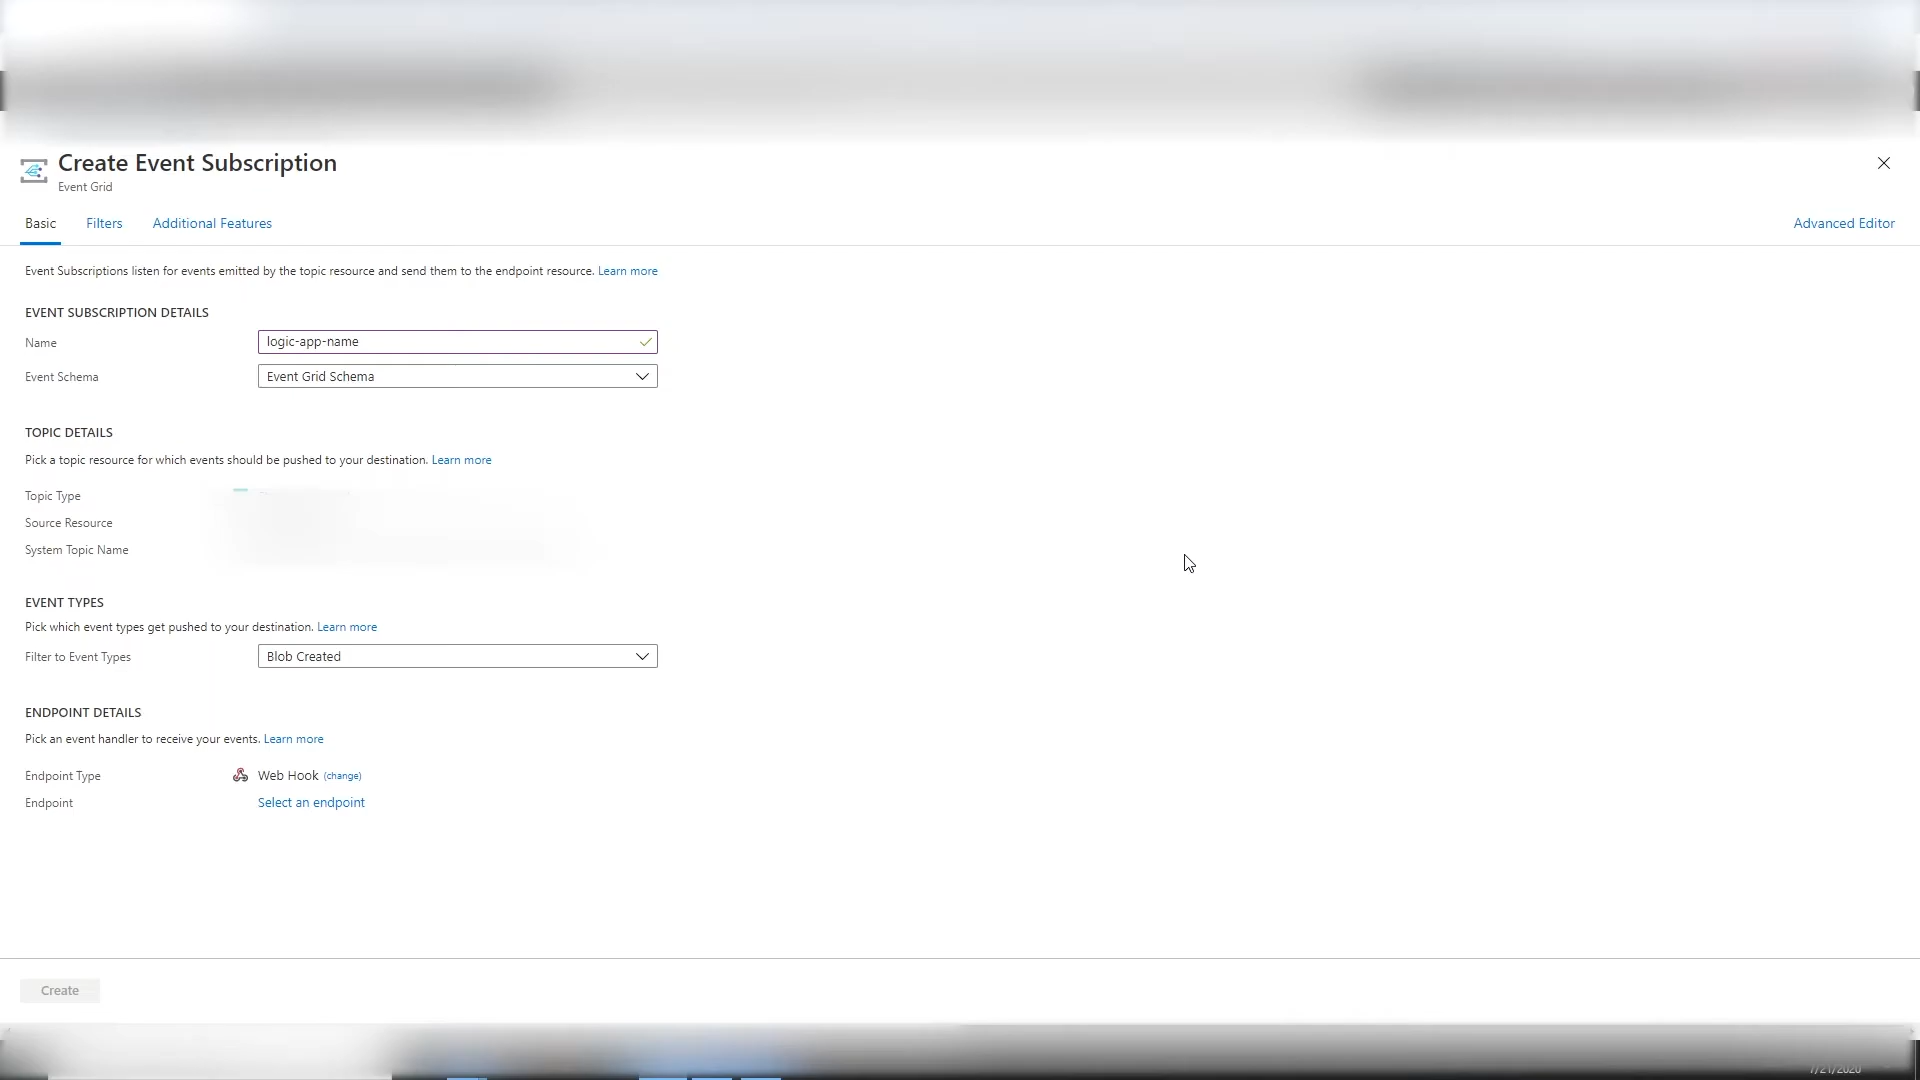 Create Event Subscription
Event Grid
Basic Filters Additional Features Advanced Editor
Event Subscriptions listen for events emitted by the topic resource and send them to the endpoint resource. Learn more
EVENT SUBSCRIPTION DETAILS
Name logic-app-name
Event Schema Event Grid Schema
TOPIC DETAILS
Pick a topic resource for which events should be pushed to your destination. Learn more
Topic Type
Source Resource
System Topic Name
EVENT TYPES
Pick which event types get pushed to your destination. Learn more
Filter to Event Types Blob Created
ENDPOINT DETAILS
Pick an event handler to receive your events. Learn more
Endpoint Type Web Hook (change)
Endpoint Select an endpoint
Create
7/21/2020